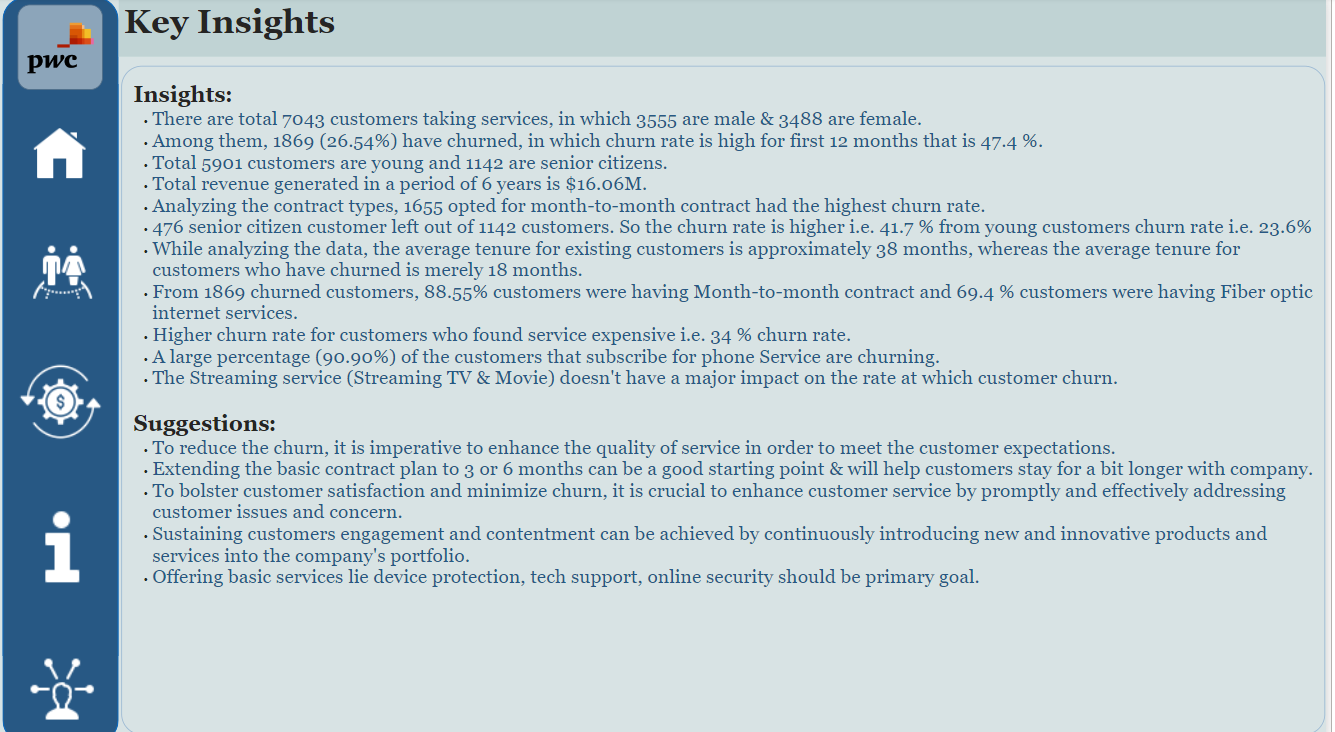 pwc
Key Insights
Insights:
· There are total 7043 customers taking services, in which 3555 are male & 3488 are female.
· Among them, 1869 (26.54%) have churned, in which churn rate is high for first 12 months that is 47.4 %.
· Total 5901 customers are young and 1142 are senior citizens.
· Total revenue generated in a period of 6 years is $16.06M.
· Analyzing the contract types, 1655 opted for month-to-month contract had the highest churn rate.
· 476 senior citizen customer left out of 1142 customers. So the churn rate is higher i.e. 41.7 % from young customers churn rate i.e. 23.6%
· While analyzing the data, the average tenure for existing customers is approximately 38 months, whereas the average tenure for
customers who have churned is merely 18 months.
· From 1869 churned customers, 88.55% customers were having Month-to-month contract and 69.4 % customers were having Fiber optic
internet services.
· Higher churn rate for customers who found service expensive i.e. 34 % churn rate.
· A large percentage (90.90%) of the customers that subscribe for phone Service are churning.
· The Streaming service (Streaming TV & Movie) doesn't have a major impact on the rate at which customer churn.
Suggestions:
· To reduce the churn, it is imperative to enhance the quality of service in order to meet the customer expectations.
· Extending the basic contract plan to 3 or 6 months can be a good starting point & will help customers stay for a bit longer with company.
· To bolster customer satisfaction and minimize churn, it is crucial to enhance customer service by promptly and effectively addressing
customer issues and concern.
· Sustaining customers engagement and contentment can be achieved by continuously introducing new and innovative products and
services into the company's portfolio.
· Offering basic services lie device protection, tech support, online security should be primary goal.